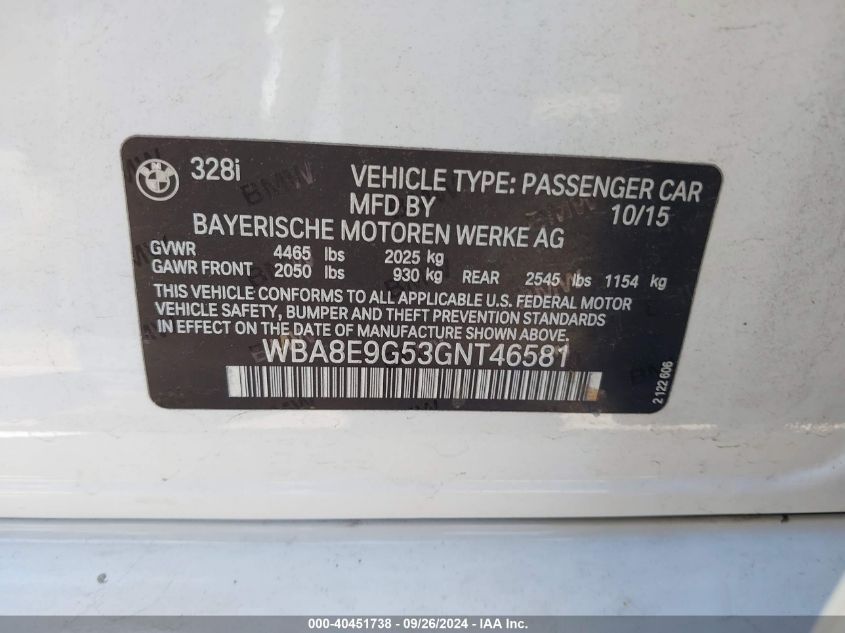 328i
VEHICLE TYPE: PASSENGER CAR
MFD BY 10/15
BAYERISCHE MOTOREN WERKE AG
GVWR 4465 lbs 2025 kg
GAWR FRONT 2050 lbs 930 kg REAR 2545 lbs 1154 kg
THIS VEHICLE CONFORMS TO ALL APPLICABLE U.S. FEDERAL MOTOR
VEHICLE SAFETY, BUMPER AND THEFT PREVENTION STANDARDS
IN EFFECT ON THE DATE OF MANUFACTURE SHOWN ABOVE.
WBA8E9G53GNT46581
2 122 606
000-40451738 - 09/26/2024 - IAA Inc.